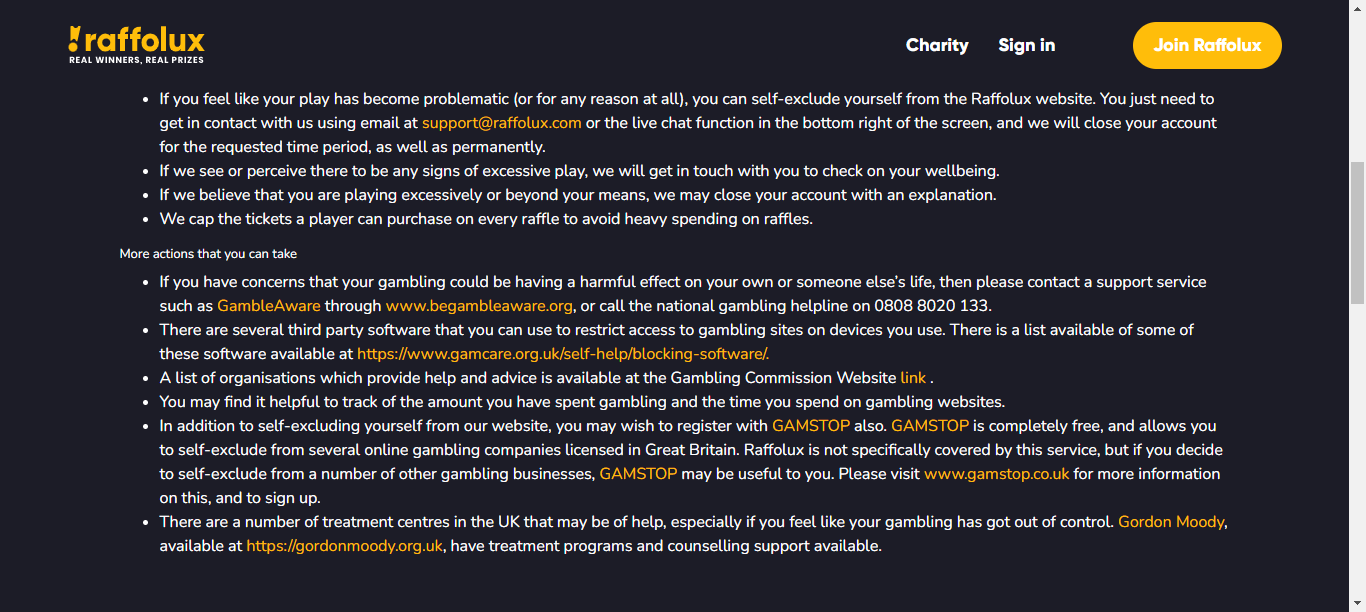 raffolux
REAL WINNERS, REAL PRIZES
Charity
Sign in
Join Raffolux
If you feel like your play has become problematic (or for any reason at all), you can self-exclude yourself from the Raffolux website. You just need to
get in contact with us using email at support@raffolux.com or the live chat function in the bottom right of the screen, and we will close your account
for the requested time period, as well as permanently.
If we see or perceive there to be any signs of excessive play, we will get in touch with you to check on your wellbeing.
If we believe that you are playing excessively or beyond your means, we may close your account with an explanation.
We cap the tickets a player can purchase on every raffle to avoid heavy spending on raffles.
More actions that you can take
If you have concerns that your gambling could be having a harmful effect on your own or someone else's life, then please contact a support service
such as GambleAware through www.begambleaware.org, or call the national gambling helpline on 0808 8020 133.
There are several third party software that you can use to restrict access to gambling sites on devices you use. There is a list available of some of
these software available at https://www.gamcare.org.uk/self-help/blocking-software/.
A list of organisations which provide help and advice is available at the Gambling Commission Website link .
You may find it helpful to track of the amount you have spent gambling and the time you spend on gambling websites.
In addition to self-excluding yourself from our website, you may wish to register with GAMSTOP also. GAMSTOP is completely free, and allows you
to self-exclude from several online gambling companies licensed in Great Britain. Raffolux is not specifically covered by this service, but if you decide
to self-exclude from a number of other gambling businesses, GAMSTOP may be useful to you. Please visit www.gamstop.co.uk for more information
on this, and to sign up.
There are a number of treatment centres in the UK that may be of help, especially if you feel like your gambling has got out of control. Gordon Moody,
available at https://gordonmoody.org.uk, have treatment programs and counselling support available.